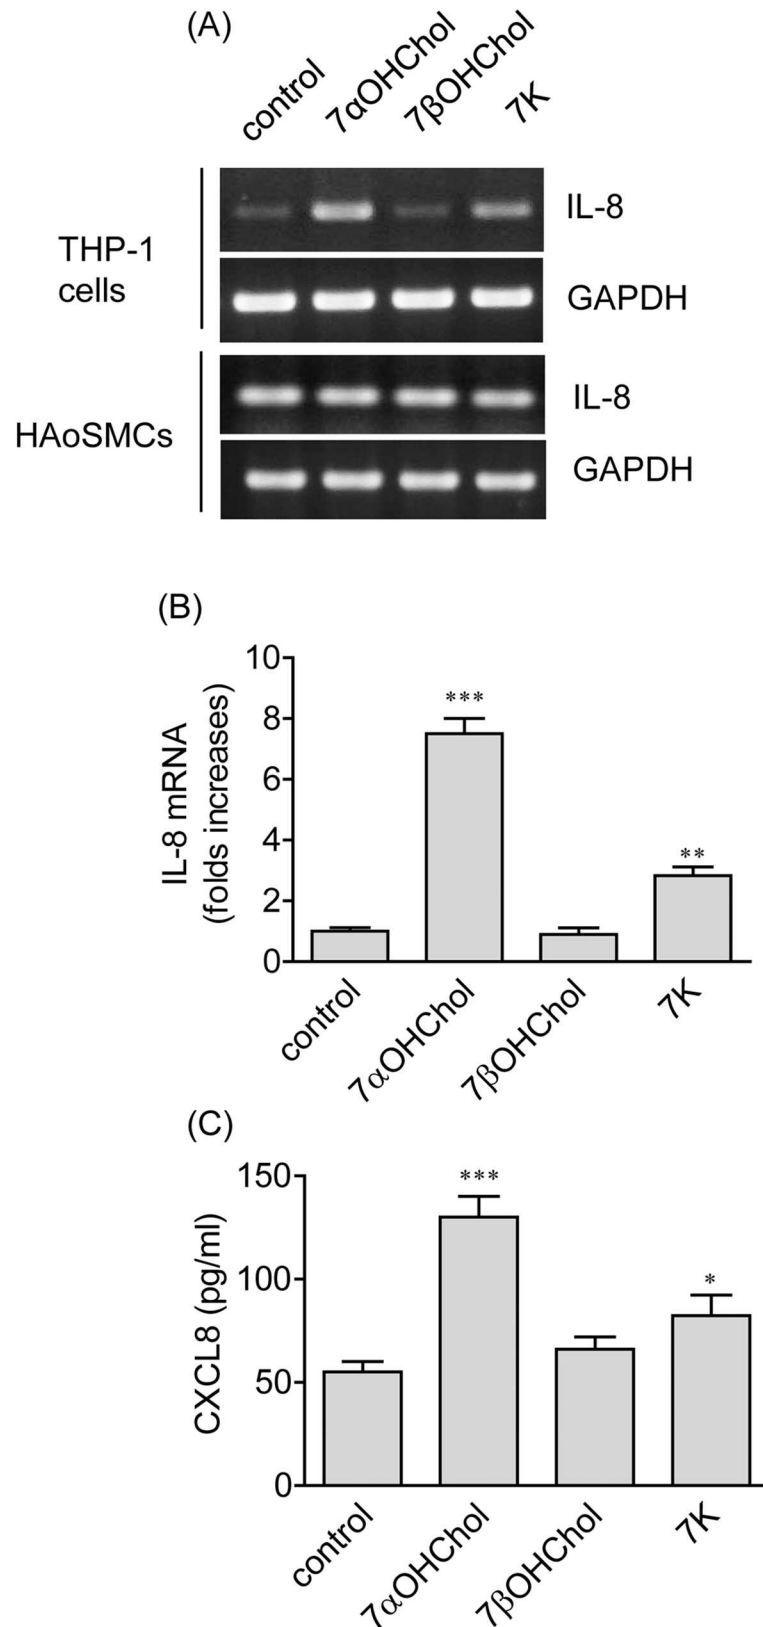 (A)
control
7αOHChol
7βOHChol
7K
THP-1
cells
IL-8
GAPDH
HAoSMCs
IL-8
GAPDH
(B)
IL-8 mRNA
(folds increases)
10
8
6
4
2
0
***
**
control
7αOHChol
7βOHChol
7K
(C)
CXCL8 (pg/ml)
150
100
50
0
***
*
control
7αOHChol
7βOHChol
7K